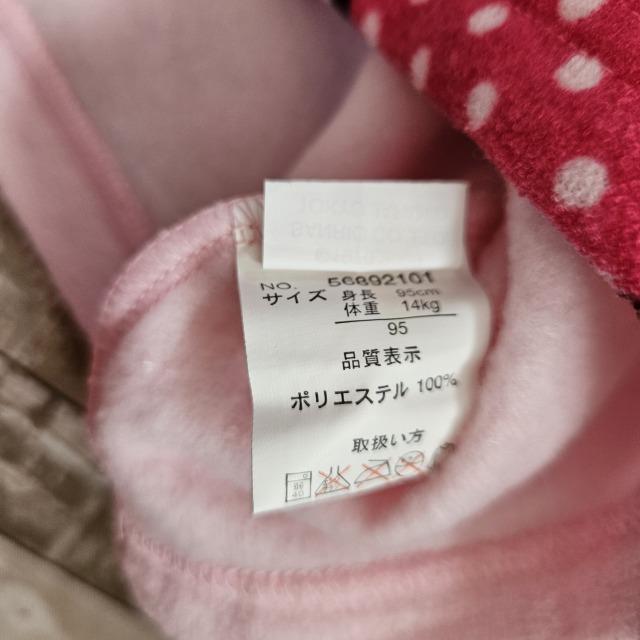 NO. 56892101
サイズ 身長 95cm
体重 14kg
95
品質表示
ポリエステル 100%
取扱い方